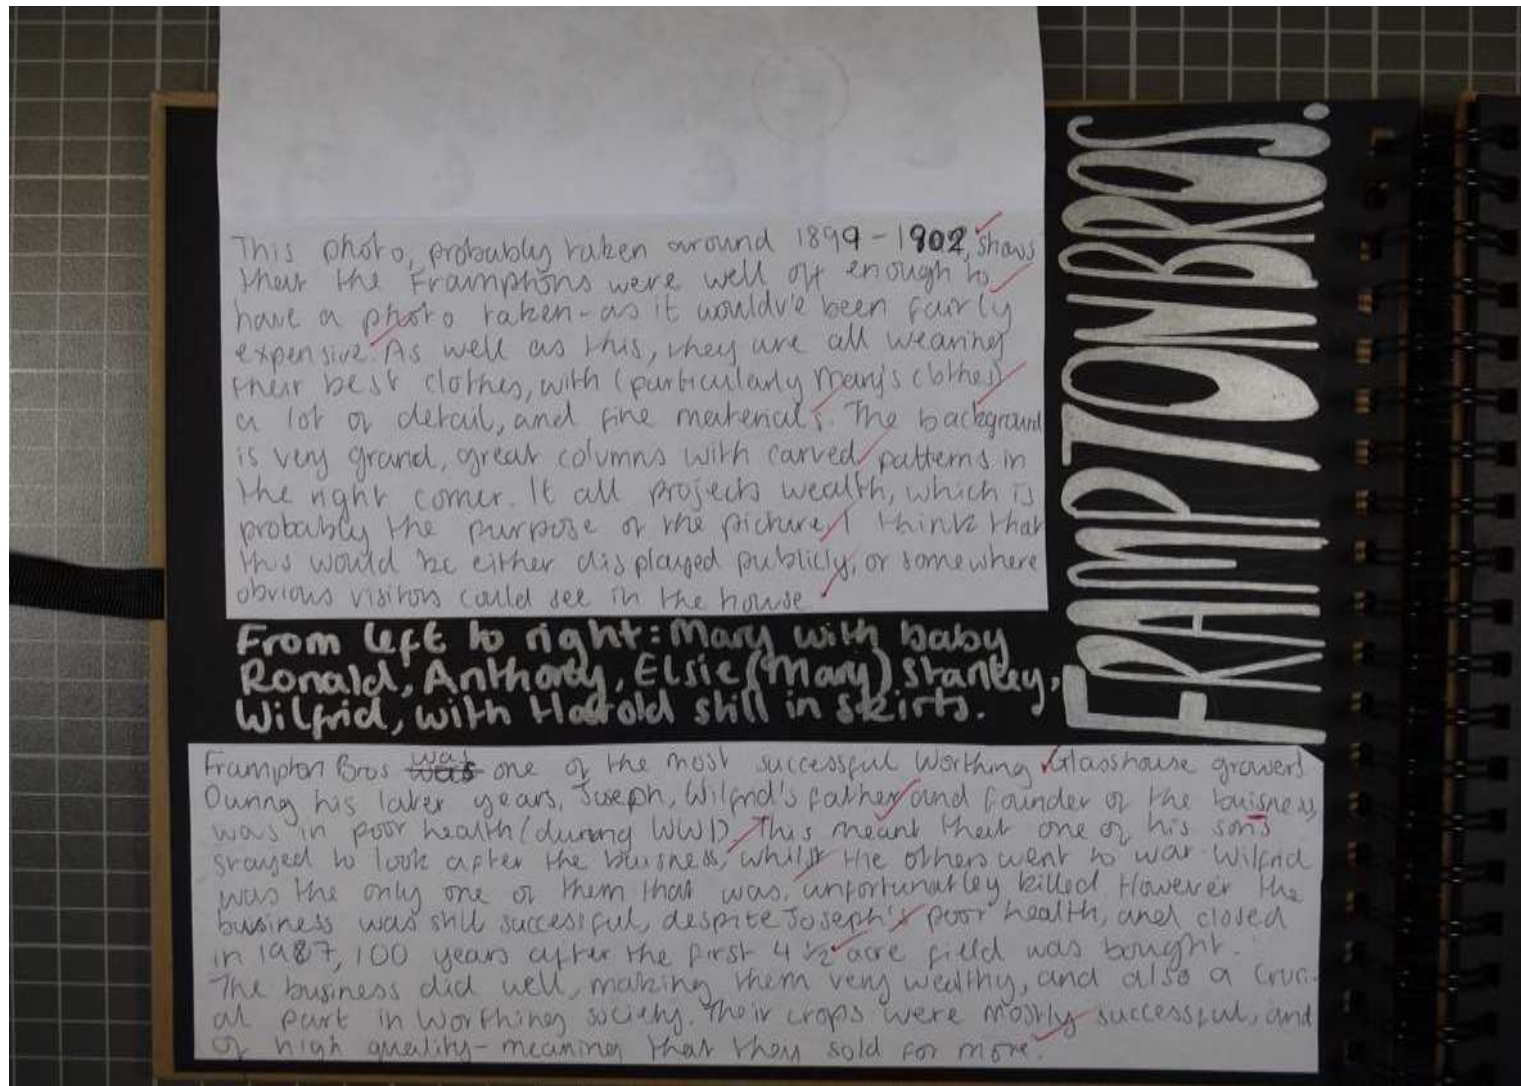 This photo, probably taken around 1899-1902, shows
that the Framptons were well off enough to
have a photo taken - as it wouldv'e been fairly
expensive. As well as this, they are all wearing
their best clothes, with (particularly Mary's clothes)
a lot of detail, and fine materials. The background
is very grand, great columns with carved patterns in
the right corner. It all projects wealth, which is
probably the purpose of the picture, I think that
this would be either displayed publicly, or somewhere
obvious visitors could see in the house
From left to right: Mary with baby
Ronald, Anthony, Elsie (Mary) Stanley,
Wilfrid, with Harold still in skirts.
FRAMPTON BROS.
Frampton Bros was one of the most successful Worthing Glasshouse growers
During his later years, Joseph, Wilfrid's father and founder of the buisness,
was in poor health (during WW1). This meant that one of his sons
stayed to look after the buisness, whilst the others went to war. Wilfrid
was the only one of them that was, unfortunatley killed. However the
business was still successful, despite Joseph's poor health, and closed
in 1987, 100 years after the first 4 1/2 acre field was bought.
The business did well, making them very wealthy, and also a cruci-
al part in Worthing society. Their crops were mostly successful, and
of high quality - meaning that they sold for more.